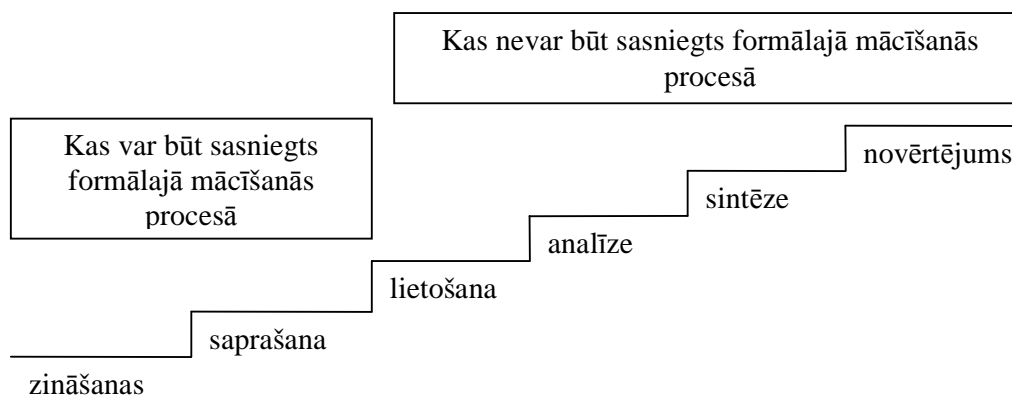 Kas nevar būt sasniegts formālajā mācīšanās
procesā
Kas var būt sasniegts
formālajā mācīšanās
procesā
novērtējums
sintēze
analīze
lietošana
saprašana
zināšanas